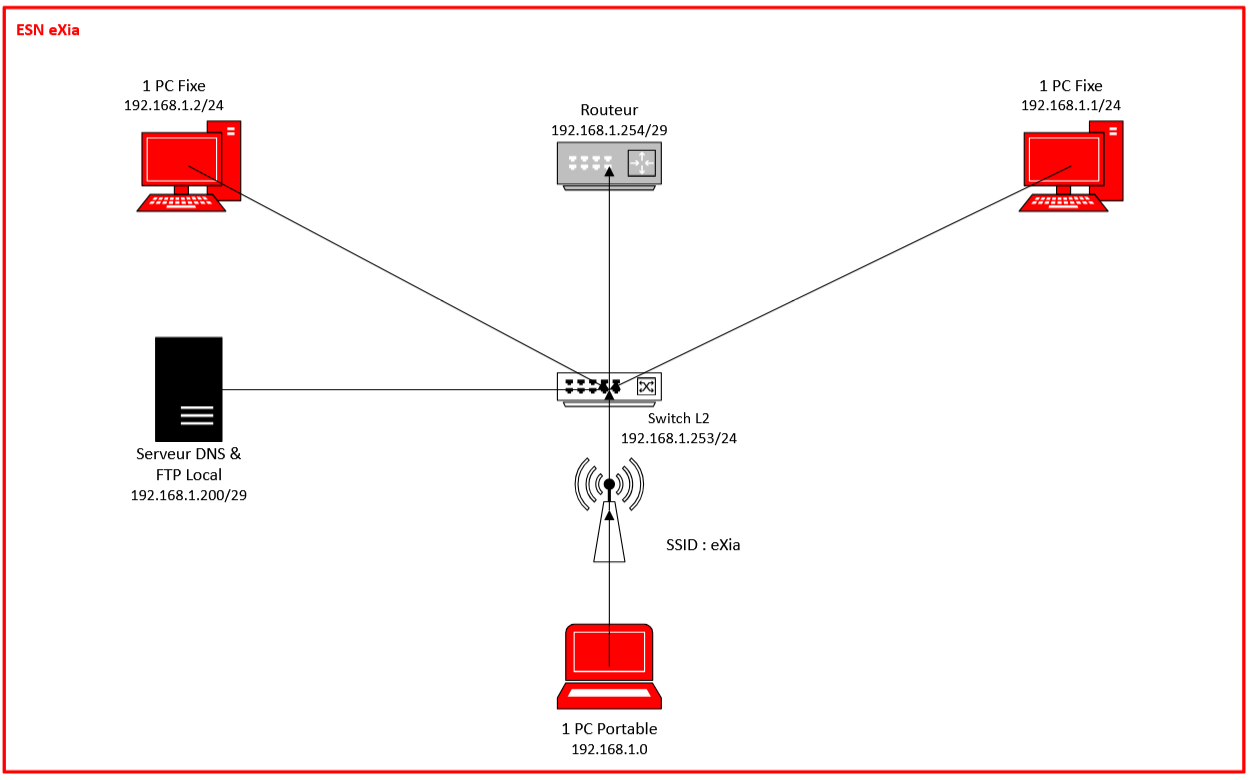 ESN eXia
1 PC Fixe
192.168.1.2/24
Routeur
192.168.1.254/29
1 PC Fixe
192.168.1.1/24
Switch L2
192.168.1.253/24
Serveur DNS &
FTP Local
192.168.1.200/29
SSID : eXia
1 PC Portable
192.168.1.0